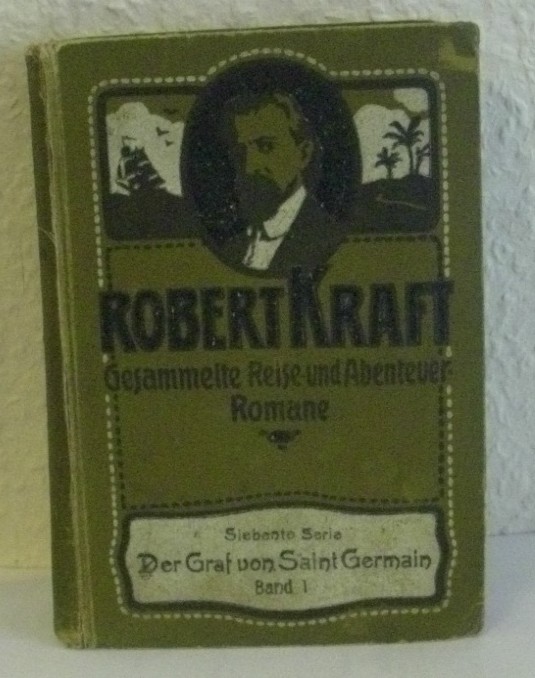 ROBERT KRAFT
Gesammelte Reise- und Abenteuer-
Romane
Siebente Serie
Der Graf von Saint Germain
Band 1